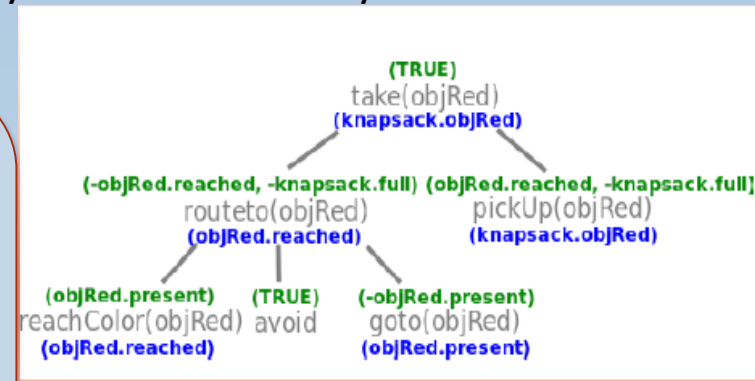 (TRUE)
take(objRed)
(knapsack.objRed)
(-objRed.reached, -knapsack.full) (objRed.reached, -knapsack.full)
routeto(objRed) pickUp(objRed)
(objRed.reached) (knapsack.objRed)
(objRed.present) (TRUE) (-objRed.present)
reachColor(objRed) avoid goto(objRed)
(objRed.reached) (objRed.present)